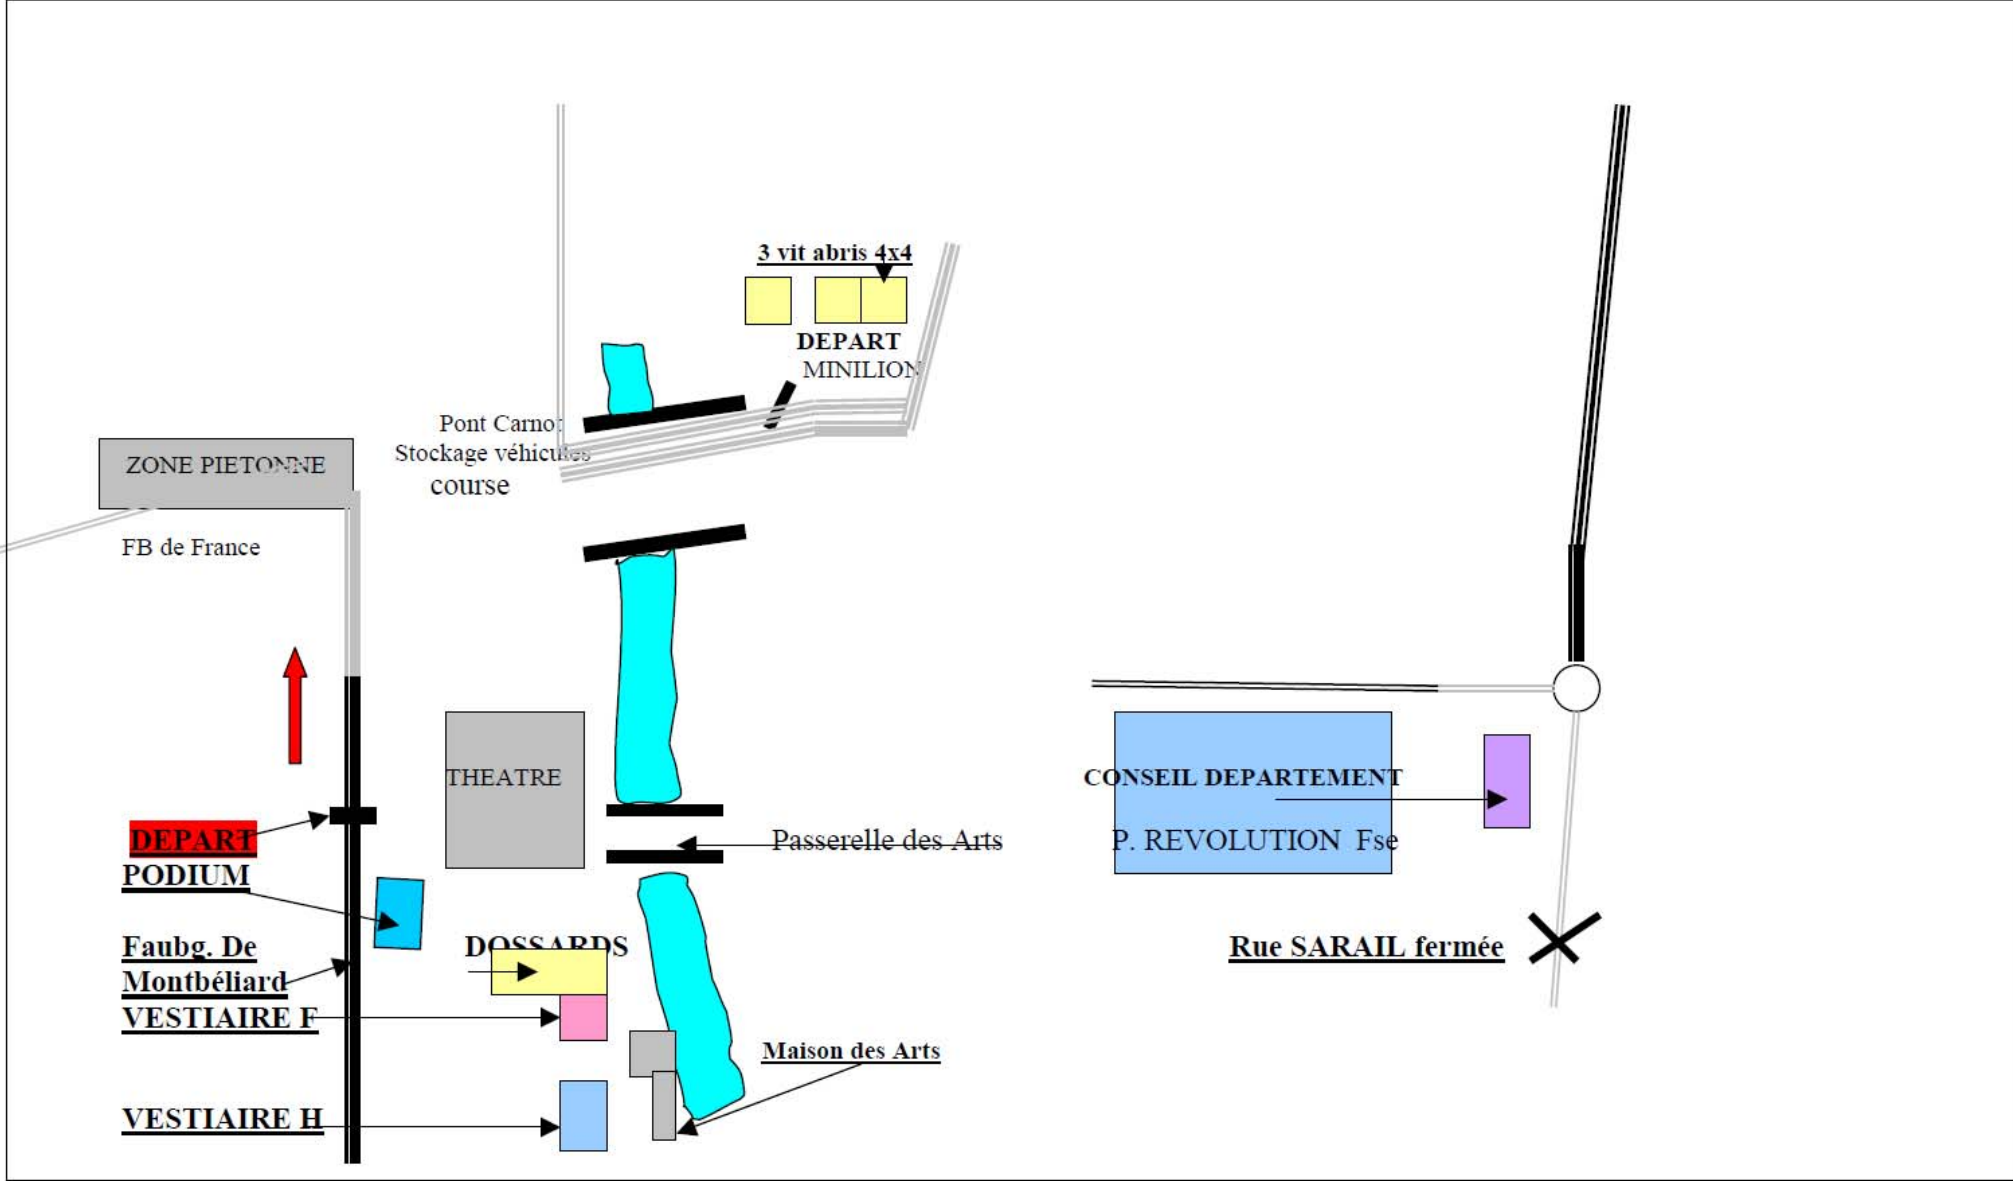 3 vit abris 4x4
DEPART
MINILION
Pont Carnot
Stockage véhicules
course
ZONE PIETONNE
FB de France
THEATRE
CONSEIL DEPARTEMENT
P. REVOLUTION Fse
Passerelle des Arts
DEPART
PODIUM
Faubg. De
Montbéliard
DOSSARDS
Rue SARAIL fermée
VESTIAIRE F
Maison des Arts
VESTIAIRE H